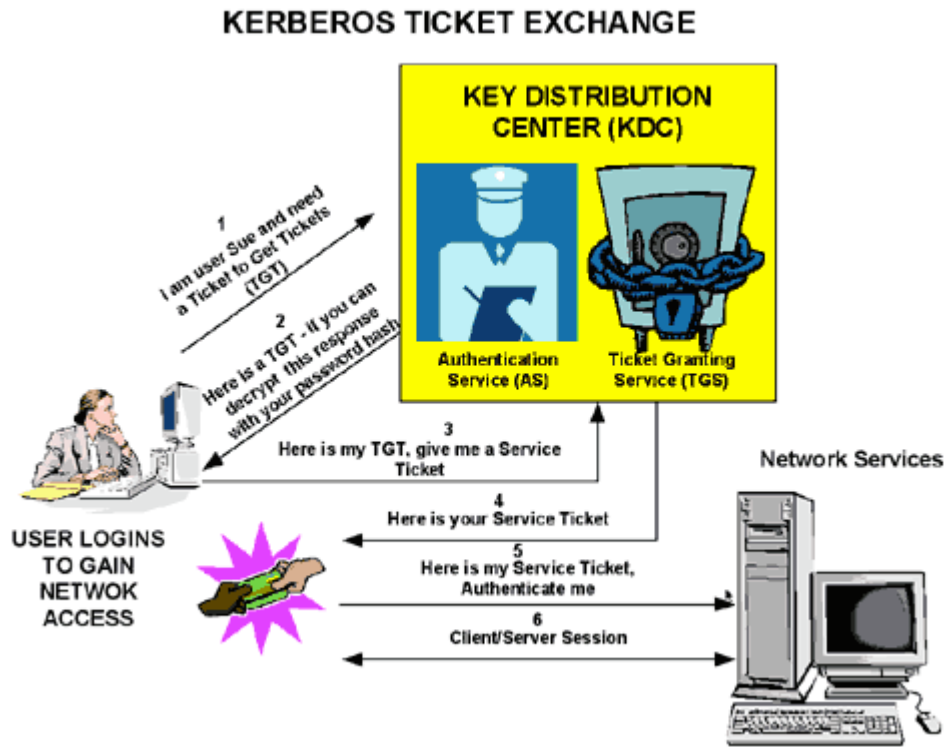 KERBEROS TICKET EXCHANGE
KEY DISTRIBUTION
CENTER (KDC)
Authentication
Service (AS)
Ticket Granting
Service (TGS)
1
I am user Sue and need
a Ticket to Get Tickets
(TGT)
2
Here is a TGT - if you can
decrypt this response
with your password hash
3
Here is my TGT, give me a Service
Ticket
4
Here is your Service Ticket
5
Here is my Service Ticket,
Authenticate me
6
Client/Server Session
USER LOGINS
TO GAIN
NETWOK
ACCESS
Network Services